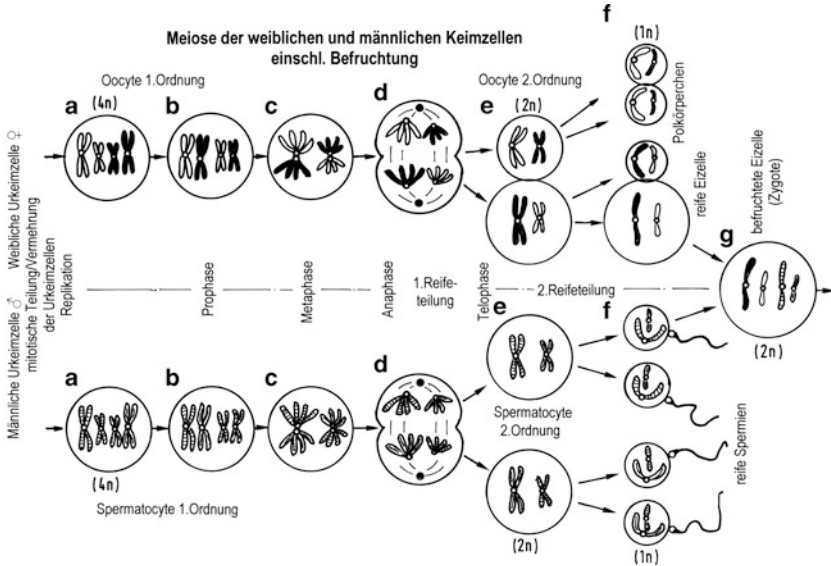 Meiose der weiblichen und männlichen Keimzellen
einschl. Befruchtung
Oocyte 1.Ordnung
a
(4n)
b
c
d
Oocyte 2.Ordnung
e
(2n)
f
(1n)
Polkörperchen
reife Eizelle
befruchtete Eizelle
(Zygote)
g
(2n)
Weibliche Urkeimzelle ♀
Männliche Urkeimzelle ♂
mitotische Teilung/Vermehrung
der Urkeimzellen
Replikation
Prophase
Metaphase
Anaphase
1.Reife-
teilung
Telophase
2.Reifeteilung
a
(4n)
b
c
d
e
f
Spermatocyte 1.Ordnung
Spermatocyte
2.Ordnung
(2n)
(1n)
reife Spermien